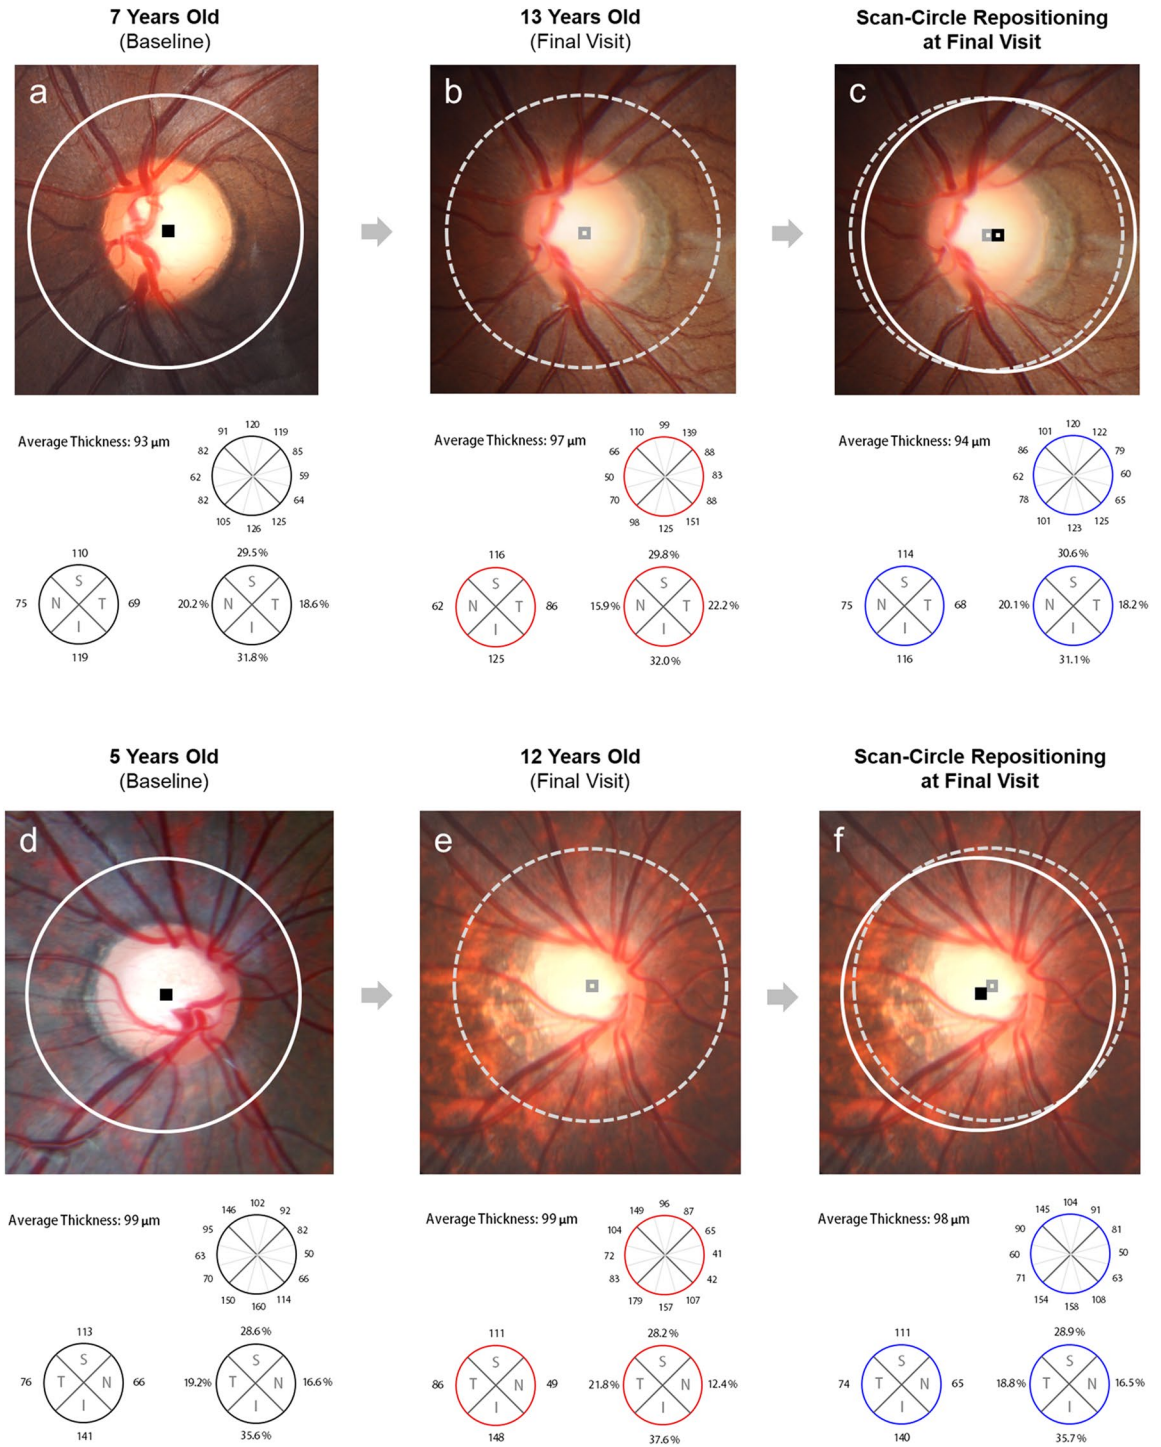 7 Years Old
(Baseline)
13 Years Old
(Final Visit)
Scan-Circle Repositioning
at Final Visit
a
b
c
Average Thickness: 93 µm
120
91 119
82 85
62 59
82 64
105 125
126
110
75 S N T I 69
119
29.5 %
20.2 % S N T I 18.6 %
31.8 %
Average Thickness: 97 µm
99
110 139
66 88
50 83
70 88
98 151
125
116
62 S N T I 86
125
29.8 %
15.9 % S N T I 22.2 %
32.0 %
Average Thickness: 94 µm
120
101 122
86 79
62 60
78 65
101 125
123
114
75 S N T I 68
116
30.6 %
20.1 % S N T I 18.2 %
31.1 %
5 Years Old
(Baseline)
12 Years Old
(Final Visit)
Scan-Circle Repositioning
at Final Visit
d
e
f
Average Thickness: 99 µm
102
146 92
95 82
63 50
70 66
150 114
160
113
76 S T N I 66
141
28.6 %
19.2% S T N I 16.6 %
35.6 %
Average Thickness: 99 µm
96
149 87
104 65
72 41
83 42
179 107
157
111
86 S T N I 49
148
28.2 %
21.8 % S T N I 12.4 %
37.6 %
Average Thickness: 98 µm
104
145 91
90 81
60 50
71 63
154 108
158
111
74 S T N I 65
140
28.9 %
18.8 % S T N I 16.5 %
35.7 %